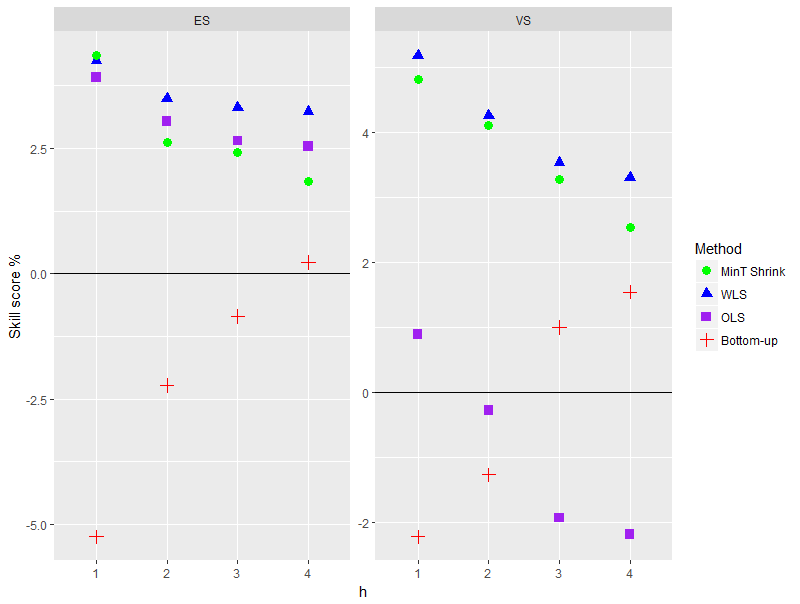 ES
VS
Skill score %
2.5
0.0
-2.5
-5.0
4
2
0
-2
1 2 3 4
1 2 3 4
h
Method
MinT Shrink
WLS
OLS
Bottom-up